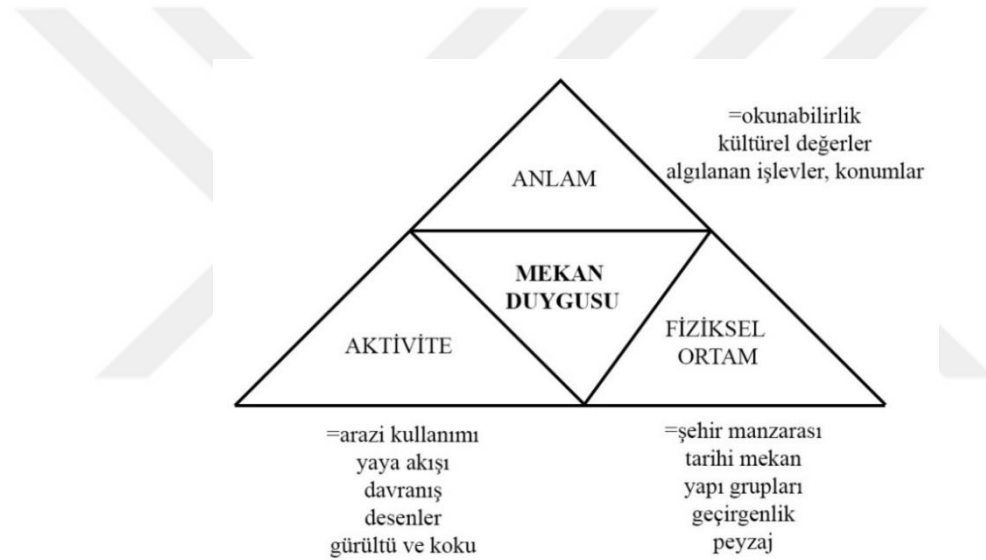 =okunabilirlik
kültürel değerler
algılanan işlevler, konumlar
ANLAM
MEKAN
DUYGUSU
AKTİVİTE
FİZİKSEL
ORTAM
=arazi kullanımı
yaya akışı
davranış
desenler
gürültü ve koku
=şehir manzarası
tarihi mekan
yapı grupları
geçirgenlik
peyzaj